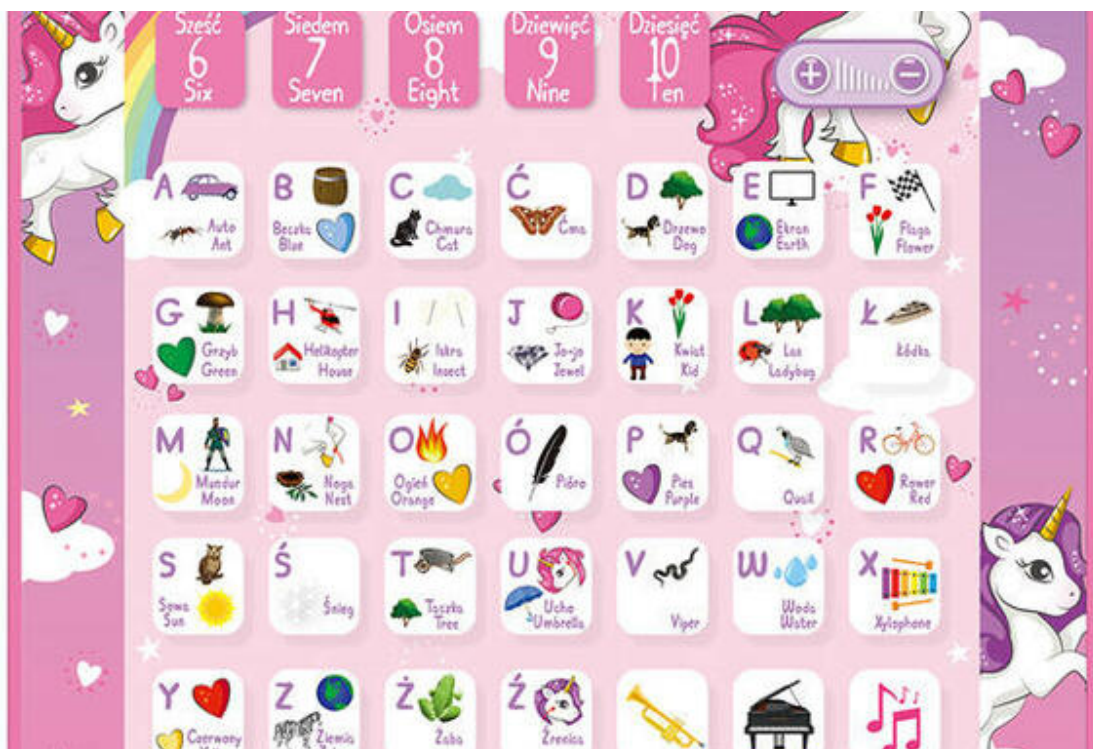 Sześć
6
Six
Siedem
7
Seven
Osiem
8
Eight
Dziewięć
9
Nine
Dziesięć
10
Ten
A
Auto
Ant
B
Beczka
Blue
C
Chmura
Cat
Ć
Ćma
D
Drzewo
Dog
E
Ekran
Earth
F
Flaga
Flower
G
Grzyb
Green
H
Helikopter
House
I
Iskra
Insect
J
Jo-jo
Jewel
K
Kwiat
Kid
L
Las
Ladybug
Ł
Łódka
M
Mundur
Moon
N
Noga
Nest
O
Ogień
Orange
Ó
Pióro
P
Pies
Purple
Q
Quail
R
Rower
Red
S
Sowa
Sun
Ś
Śnieg
T
Taczka
Tree
U
Ucho
Umbrella
V
Viper
W
Woda
Water
X
Xylophone
Y
Czerwony
Z
Ziemia
Ż
Żaba
Ź
Źrenica